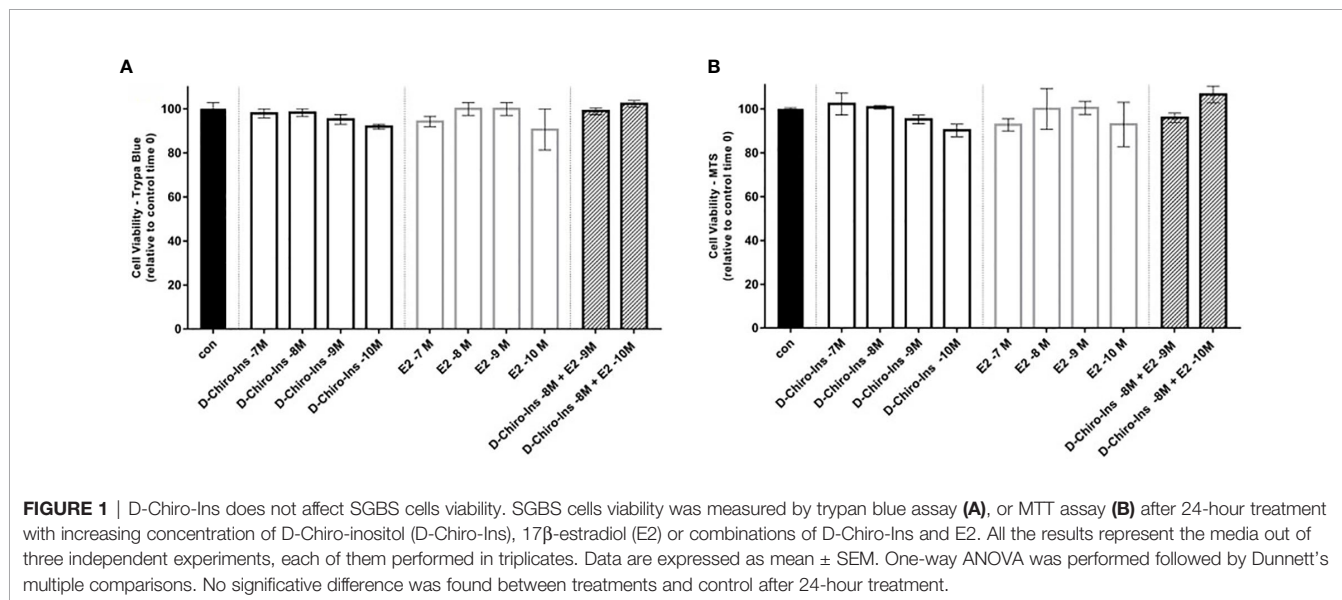 A
Cell Viability - Trypa Blue
(relative to control time 0)
100
80
60
40
20
0
con
D-Chiro-Ins -7M
D-Chiro-Ins -8M
D-Chiro-Ins -9M
D-Chiro-Ins -10M
E2 -7 M
E2 -8 M
E2 -9 M
E2 -10 M
D-Chiro-Ins -8M + E2 -9M
D-Chiro-Ins -8M + E2 -10M
B
Cell Viability - MTS
(relative to control time 0)
100
80
60
40
20
0
con
D-Chiro-Ins -7M
D-Chiro-Ins -8M
D-Chiro-Ins -9M
D-Chiro-Ins -10M
E2 -7 M
E2 -8 M
E2 -9 M
E2 -10 M
D-Chiro-Ins -8M + E2 -9M
D-Chiro-Ins -8M + E2 -10M
FIGURE 1 | D-Chiro-Ins does not affect SGBS cells viability. SGBS cells viability was measured by trypan blue assay (A), or MTT assay (B) after 24-hour treatment
with increasing concentration of D-Chiro-inositol (D-Chiro-Ins), 17β-estradiol (E2) or combinations of D-Chiro-Ins and E2. All the results represent the media out of
three independent experiments, each of them performed in triplicates. Data are expressed as mean ± SEM. One-way ANOVA was performed followed by Dunnett's
multiple comparisons. No significative difference was found between treatments and control after 24-hour treatment.